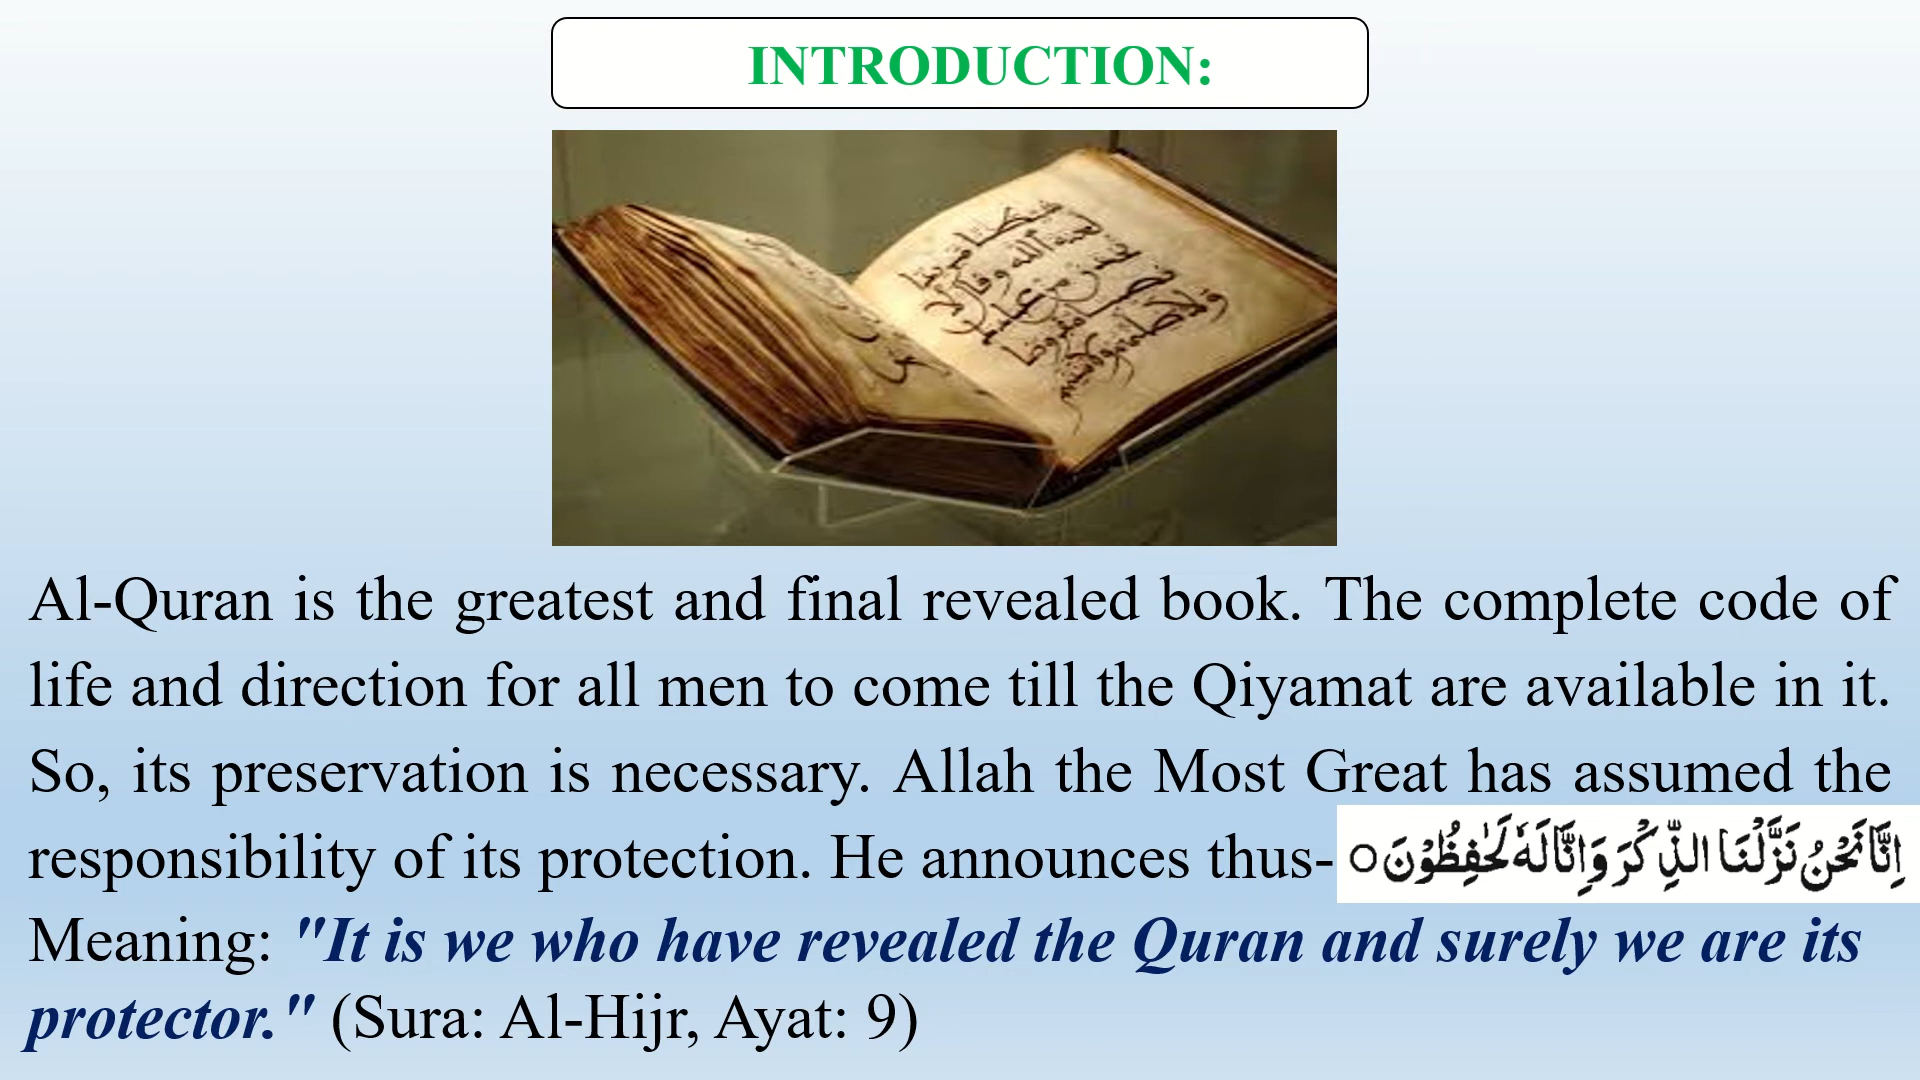 INTRODUCTION:
Al-Quran is the greatest and final revealed book. The complete code of
life and direction for all men to come till the Qiyamat are available in it.
So, its preservation is necessary. Allah the Most Great has assumed the
responsibility of its protection. He announces thus- اِنَّا نَحْنُ نَزَّلْنَا الذِّكْرَ وَاِنَّا لَهٗ لَحٰفِظُوْنَ ○
Meaning: "It is we who have revealed the Quran and surely we are its
protector." (Sura: Al-Hijr, Ayat: 9)